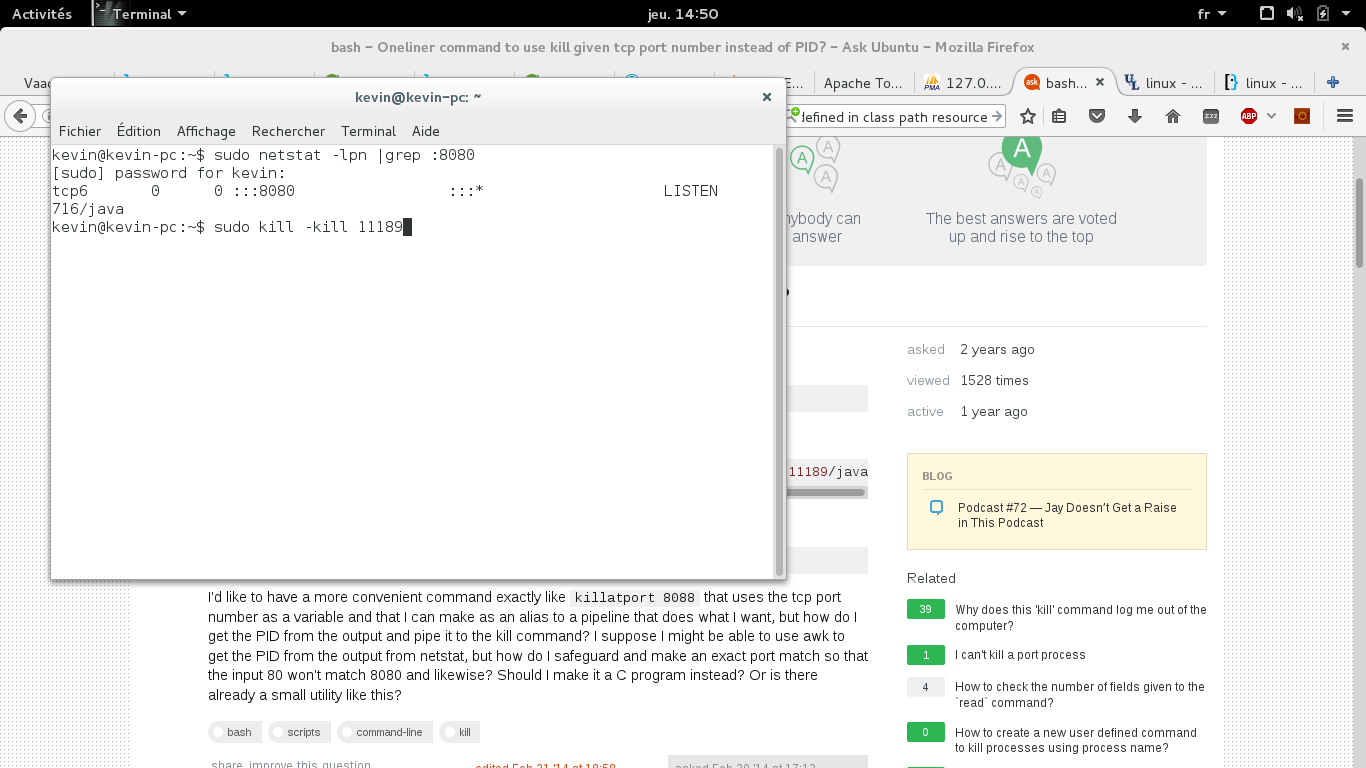 Activités Terminal jeu. 14:50 fr
bash – Oneliner command to use kill given tcp port number instead of PID? – Ask Ubuntu – Mozilla Firefox
Vaac E... Apache To... PMA 127.0.... ask bash... linux - ... linux - ...
kevin@kevin-pc: ~
defined in class path resource ABP
Fichier Édition Affichage Rechercher Terminal Aide
kevin@kevin-pc:~$ sudo netstat -lpn |grep :8080
[sudo] password for kevin:
tcp6 0 0 :::8080 :::* LISTEN
716/java
kevin@kevin-pc:~$ sudo kill -kill 11189
A
A
A
A
nybody can
answer
The best answers are voted
up and rise to the top
?
asked 2 years ago
viewed 1528 times
active 1 year ago
11189/java
BLOG
Podcast #72 — Jay Doesn't Get a Raise
in This Podcast
I'd like to have a more convenient command exactly like killatport 8088 that uses the tcp port
number as a variable and that I can make as an alias to a pipeline that does what I want, but how do I
get the PID from the output and pipe it to the kill command? I suppose I might be able to use awk to
get the PID from the output from netstat, but how do I safeguard and make an exact port match so that
the input 80 won't match 8080 and likewise? Should I make it a C program instead? Or is there
already a small utility like this?
bash scripts command-line kill
share improve this question edited Feb 21 '14 at 18:58 asked Feb 20 '14 at 17:13
Related
39 Why does this 'kill' command log me out of the
computer?
1 I can't kill a port process
4 How to check the number of fields given to the
`read` command?
0 How to create a new user defined command
to kill processes using process name?